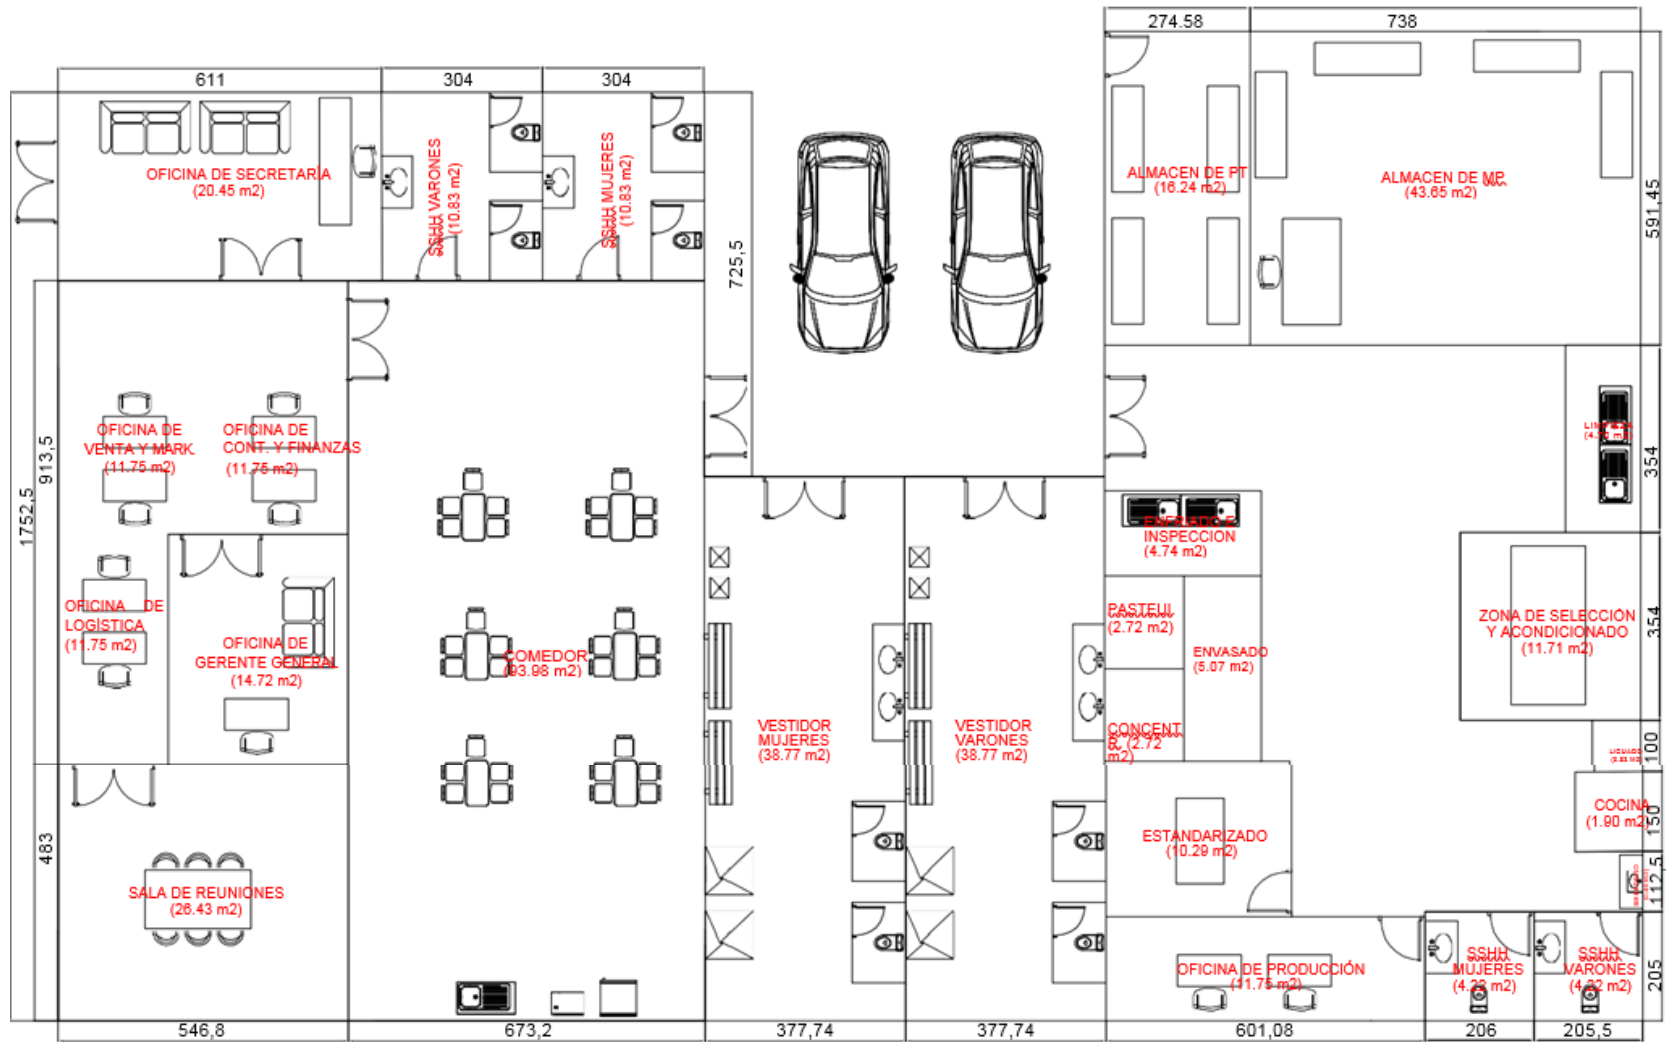 274.58
738
611
304
304
OFICINA DE SECRETARÍA
(20.45 m2)
SSHH VARONES
(10.83 m2)
SSHH MUJERES
(10.83 m2)
725,5
ALMACEN DE PT
(16.24 m2)
ALMACEN DE MP
(43.65 m2)
591,45
OFICINA DE
VENTA Y MARK.
(11.75 m2)
OFICINA DE
CONT. Y FINANZAS
(11.75 m2)
913,5
1752,5
354
ENFRIADO E
INSPECCION
(4.74 m2)
OFICINA DE
LOGÍSTICA
(11.75 m2)
OFICINA DE
GERENTE GENERAL
(14.72 m2)
COMEDOR
(93.98 m2)
PASTEUI
(2.72 m2)
ENVASADO
(5.07 m2)
ZONA DE SELECCIÓN
Y ACONDICIONADO
(11.71 m2)
354
VESTIDOR
MUJERES
(38.77 m2)
VESTIDOR
VARONES
(38.77 m2)
CONCENT
R. (2.72
m2)
100
COCINA
(1.90 m2)
150
ESTANDARIZADO
(10.29 m2)
112,5
483
SALA DE REUNIONES
(26.43 m2)
OFICINA DE PRODUCCIÓN
(11.75 m2)
SSHH
MUJERES
(4.22 m2)
SSHH
VARONES
(4.22 m2)
205
546,8
673,2
377,74
377,74
601,08
206
205,5